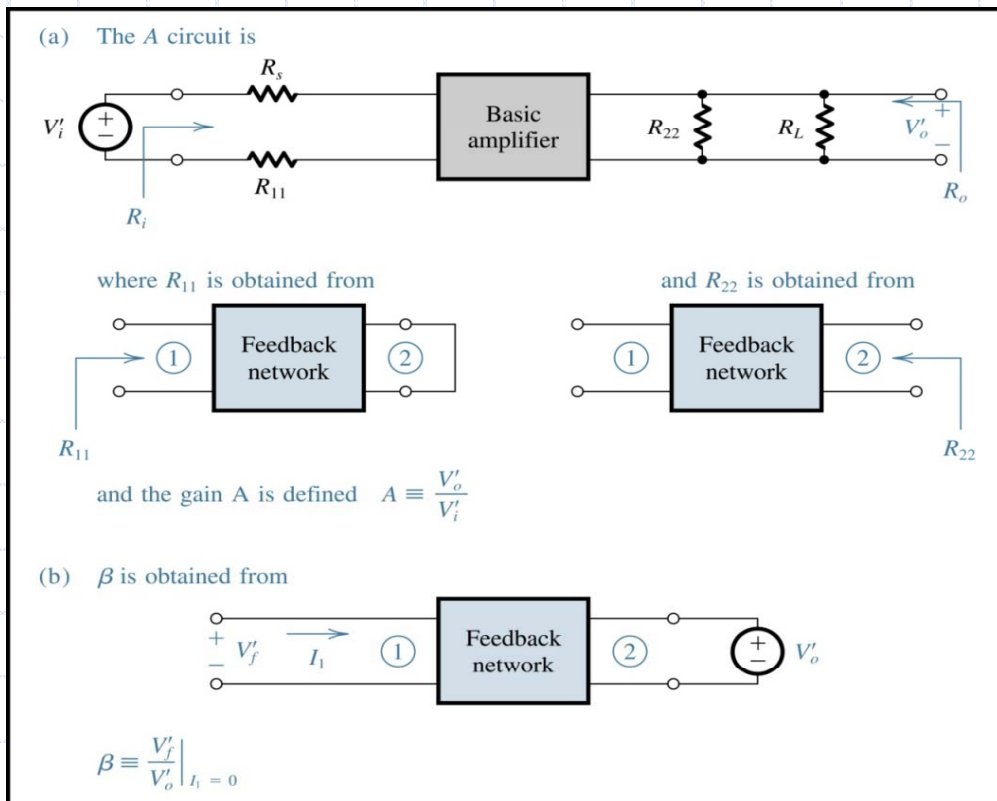 (a) The A circuit is
R_s
V'_i
+
−
R_i
R_11
Basic
amplifier
R_22
R_L
+
V'_o
−
R_o
where R_11 is obtained from
and R_22 is obtained from
1
Feedback
network
2
R_11
1
Feedback
network
2
R_22
and the gain A is defined A ≡ V'_o / V'_i
(b) β is obtained from
+
V'_f
−
I_1
1
Feedback
network
2
+
−
V'_o
β ≡ V'_f / V'_o |_{I_1 = 0}